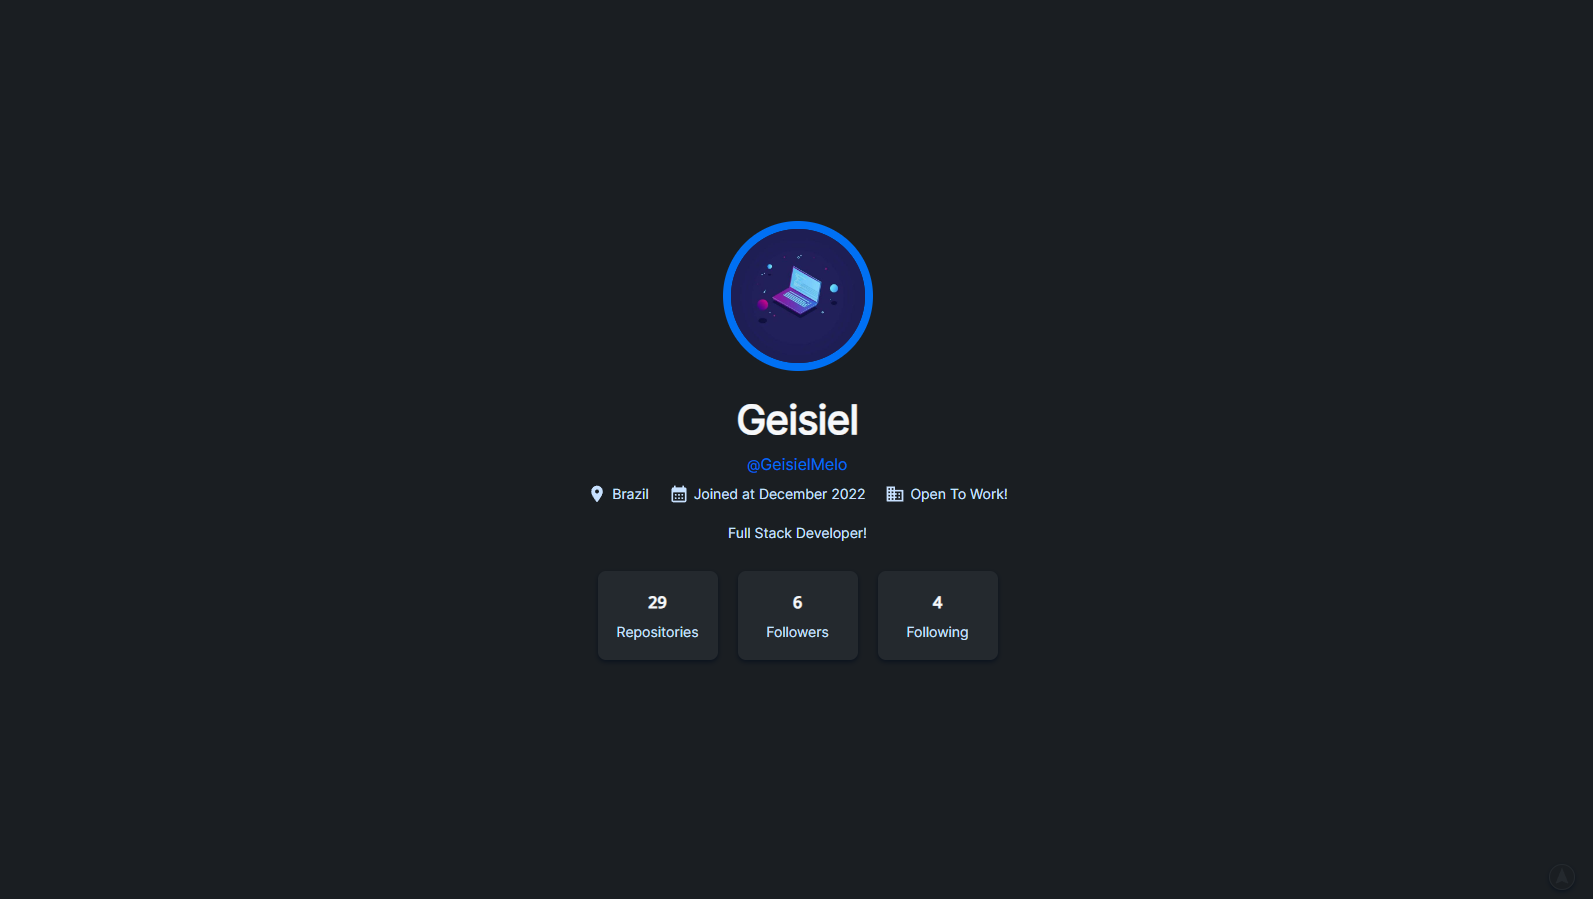 Geisiel
@GeisielMelo
Brazil Joined at December 2022 Open To Work!
Full Stack Developer!
29 6 4
Repositories Followers Following